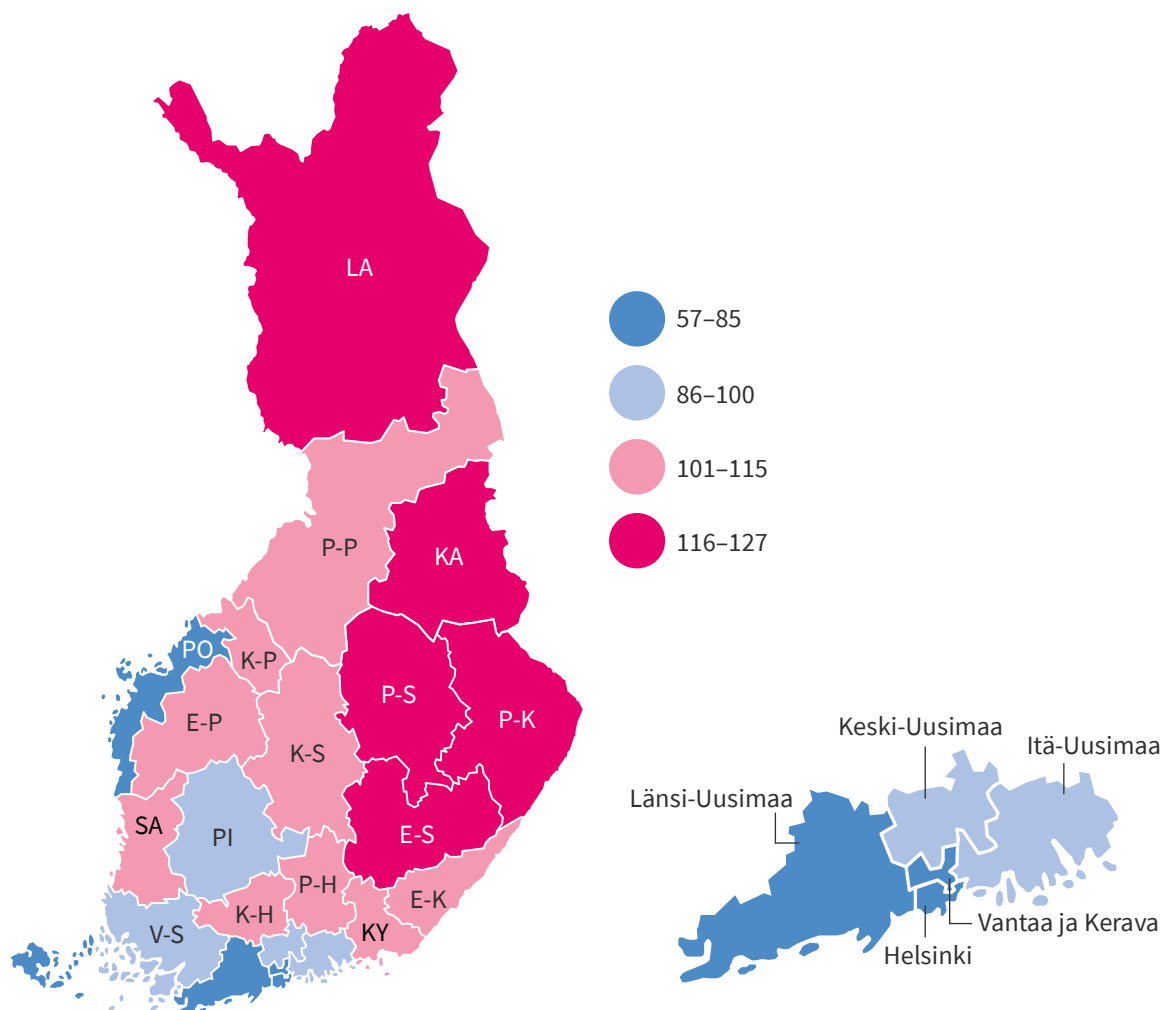 LA
57–85
86–100
101–115
116–127
P-P
KA
PO
K-P
P-S
P-K
E-P
K-S
SA
PI
E-S
P-H
E-K
K-H
V-S
KY
Keski-Uusimaa
Itä-Uusimaa
Länsi-Uusimaa
Vantaa ja Kerava
Helsinki